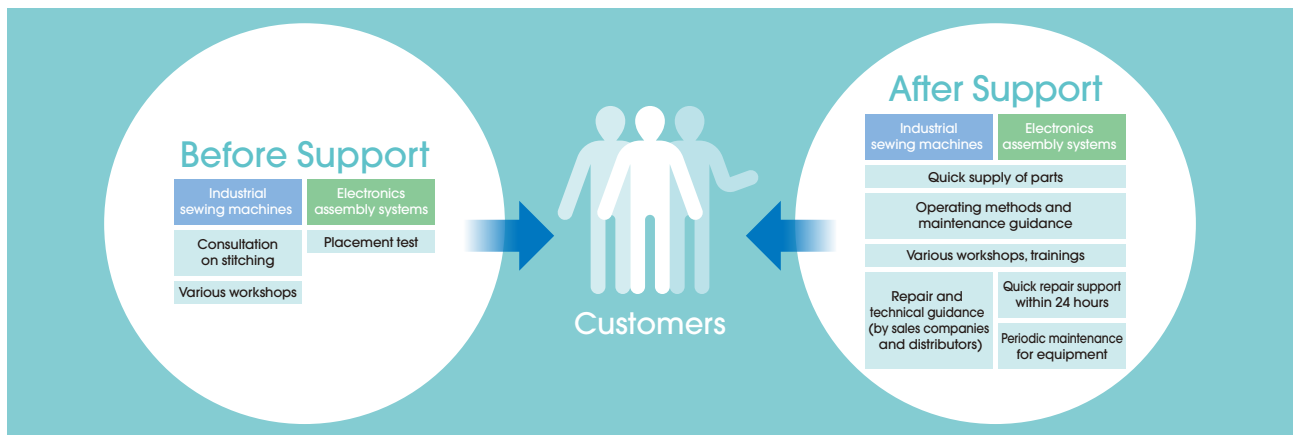 Before Support
Industrial
sewing machines
Electronics
assembly systems
Consultation
on stitching
Various workshops
Placement test
Customers
After Support
Industrial
sewing machines
Electronics
assembly systems
Quick supply of parts
Operating methods and
maintenance guidance
Various workshops, trainings
Repair and
technical guidance
(by sales companies
and distributors)
Quick repair support
within 24 hours
Periodic maintenance
for equipment